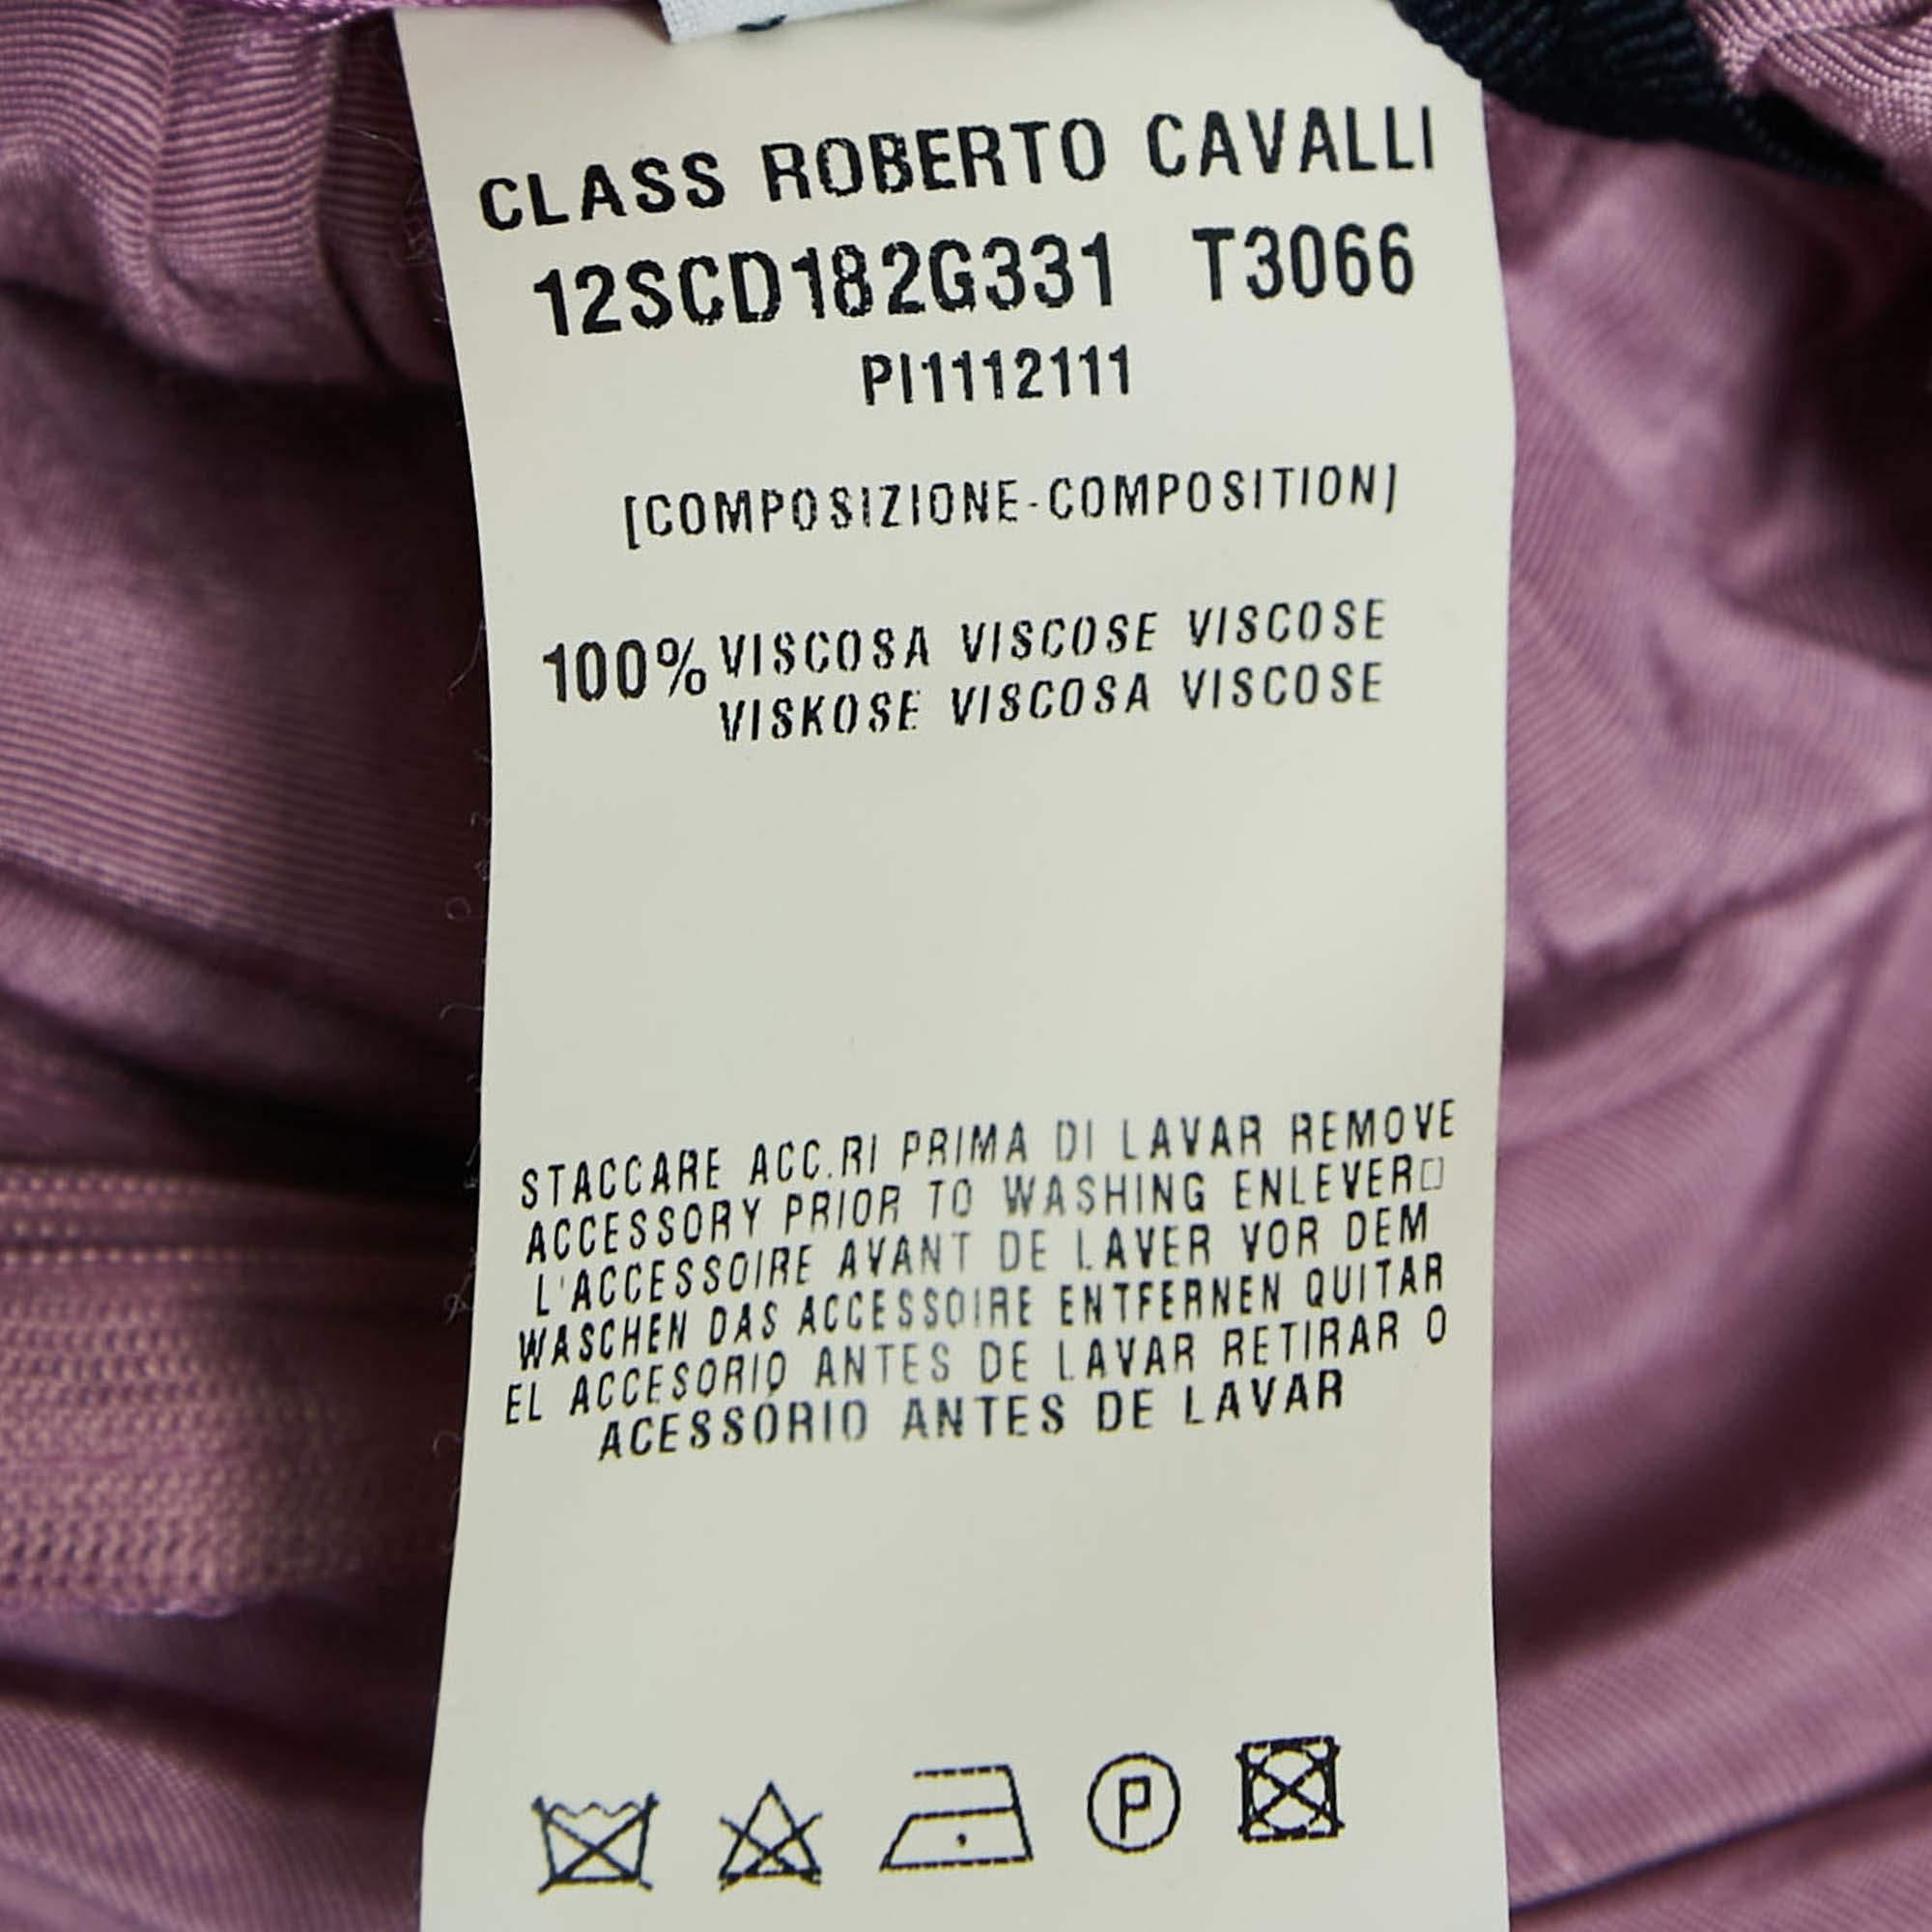 CLASS ROBERTO CAVALLI
12SCD182G331 T3066
PI1112111
[COMPOSIZIONE-COMPOSITION]
100% VISCOSA VISCOSE VISCOSE
VISKOSE VISCOSA VISCOSE
STACCARE ACC.RI PRIMA DI LAVAR REMOVE
ACCESSORY PRIOR TO WASHING ENLEVER□
L'ACCESSOIRE AVANT DE LAVER VOR DEM
WASCHEN DAS ACCESSOIRE ENTFERNEN QUITAR
EL ACCESORIO ANTES DE LAVAR RETIRAR O
ACESSÓRIO ANTES DE LAVAR
P